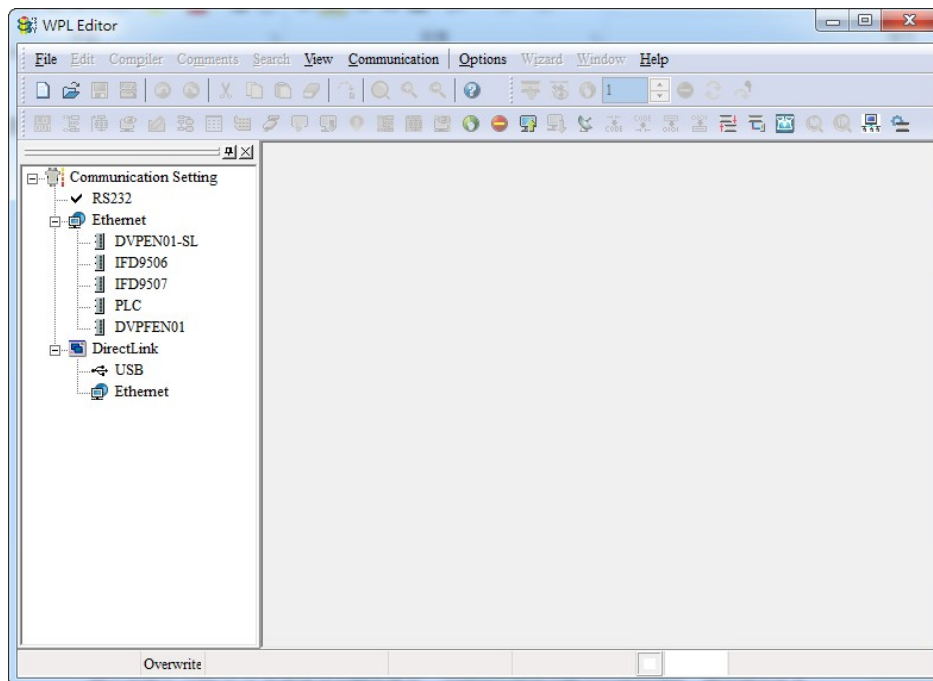 WPL Editor
File Edit Compiler Comments Search View Communication Options Wizard Window Help
1
Communication Setting
RS232
Ethernet
DVPEN01-SL
IFD9506
IFD9507
PLC
DVPFEN01
DirectLink
USB
Ethernet
Overwrite